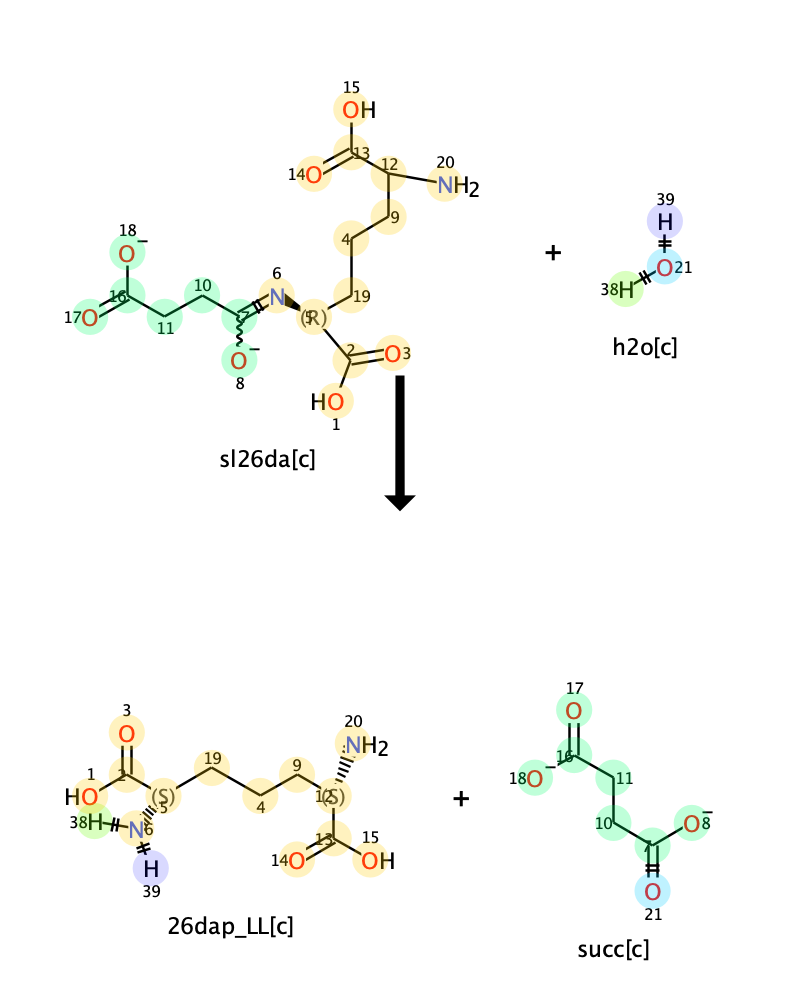 15
OH
13
14 O
12
20
NH2
9
4
18
O−
6
N
10
16
17 O
11
7
5 (R)
19
O−
8
2
O 3
HO
1
sl26da[c]
+
39
H
O 21
38 H
h2o[c]
3
O
1
2
HO
19
(S)
5
38 H
N 6
H
39
4
9
20
NH2
12 (S)
13
15
14 O
OH
26dap_LL[c]
+
17
O
16
18 O−
11
10
O− 8
7
O
21
succ[c]